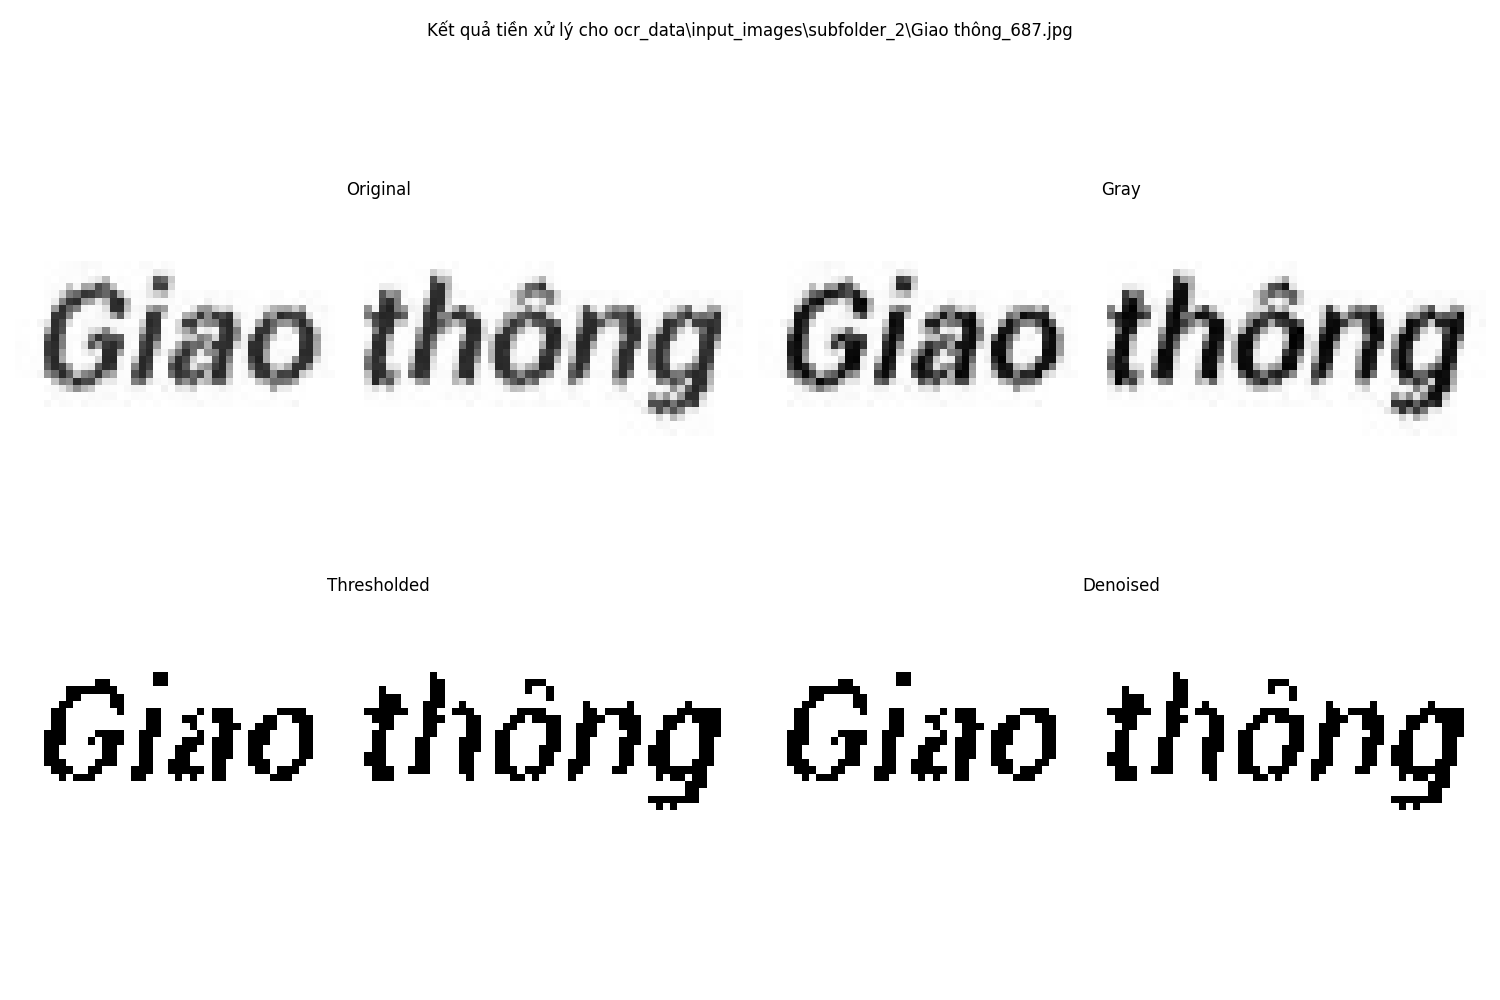 Kết quả tiền xử lý cho ocr_data\input_images\subfolder_2\Giao thông_687.jpg
Original
Gray
Giao thông
Giao thông
Thresholded
Denoised
Giao thông
Giao thông